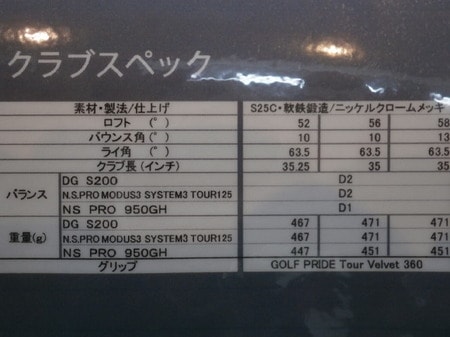 クラブスペック
素材・製法/仕上げ S25C・軟鉄鍛造/ニッケルクロームメッキ
ロフト (°) 52 56 58
バウンス角 (°) 10 10 13
ライ角 (°) 63.5 63.5 63.5
クラブ長 (インチ) 35.25 35 35
バランス DG S200 D2
N.S.PRO MODUS3 SYSTEM3 TOUR125 D2
NS PRO 950GH D1
重量(g) DG S200 467 471 471
N.S.PRO MODUS3 SYSTEM3 TOUR125 467 471 471
NS PRO 950GH 447 451 451
グリップ GOLF PRIDE Tour Velvet 360